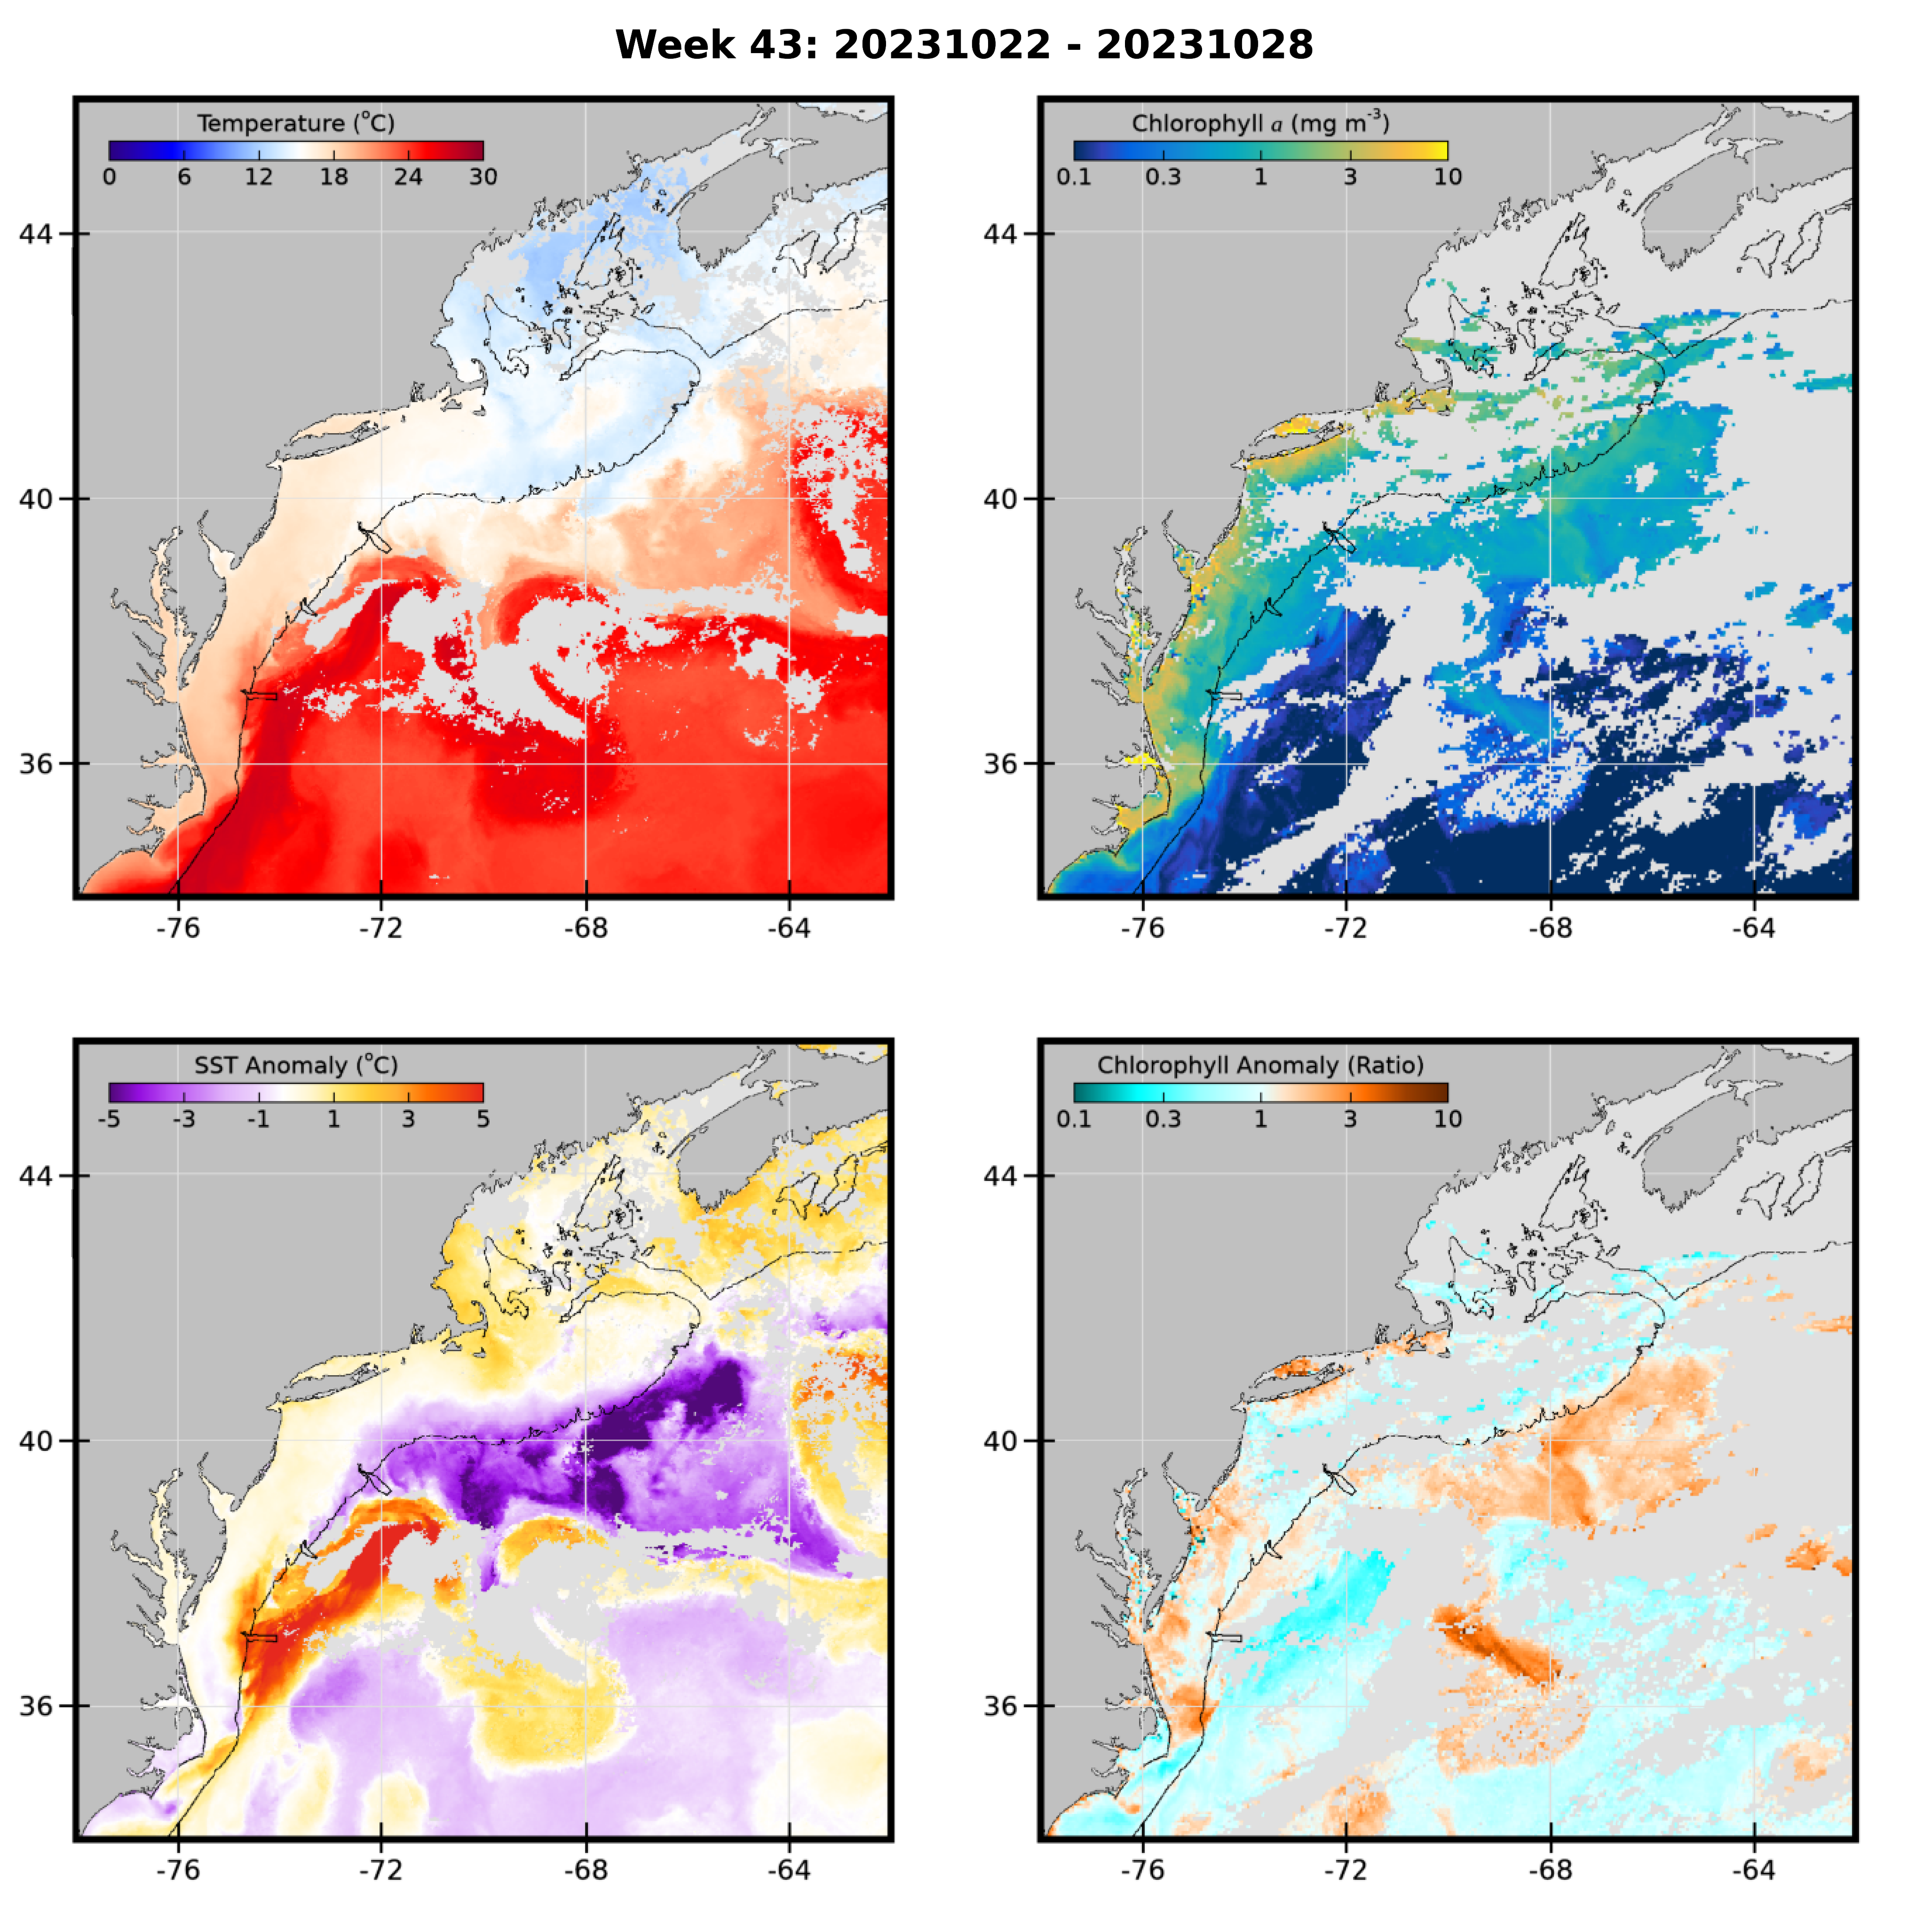 Week 43: 20231022 - 20231028
Temperature (°C)
0 6 12 18 24 30
44
40
36
-76 -72 -68 -64
Chlorophyll a (mg m-3)
0.1 0.3 1 3 10
44
40
36
-76 -72 -68 -64
SST Anomaly (°C)
-5 -3 -1 1 3 5
44
40
36
-76 -72 -68 -64
Chlorophyll Anomaly (Ratio)
0.1 0.3 1 3 10
44
40
36
-76 -72 -68 -64